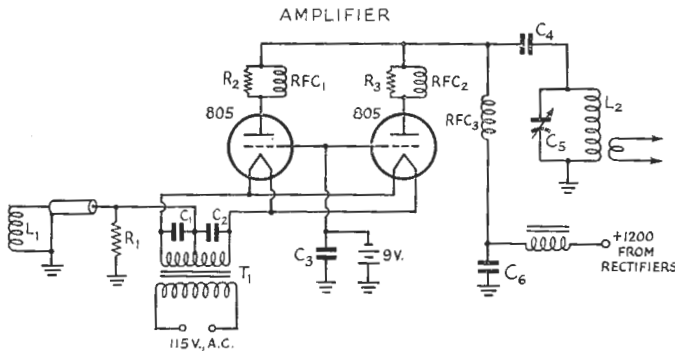 AMPLIFIER
C4
R2
RFC1
R3
RFC2
805
805
RFC3
C5
L2
L1
R1
C1
C2
T1
C3
9V.
C6
+1200
FROM
RECTIFIERS
115V., A.C.